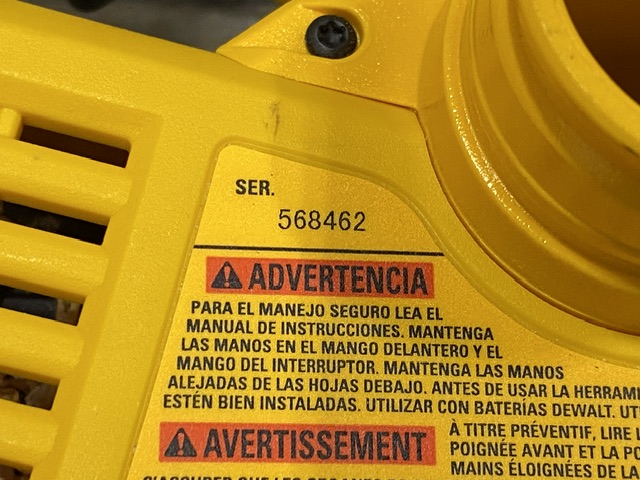 SER.
568462
ADVERTENCIA
PARA EL MANEJO SEGURO LEA EL
MANUAL DE INSTRUCCIONES. MANTENGA
LAS MANOS EN EL MANGO DELANTERO Y EL
MANGO DEL INTERRUPTOR. MANTENGA LAS MANOS
ALEJADAS DE LAS HOJAS DEBAJO. ANTES DE USAR LA
ESTÉN BIEN INSTALADAS. UTILIZAR CON BATERÍAS DEWALT.
AVERTISSEMENT
À TITRE PRÉVENTIF, LIRE
POIGNÉE AVANT ET LA
MAINS ÉLOIGNÉES DE LA